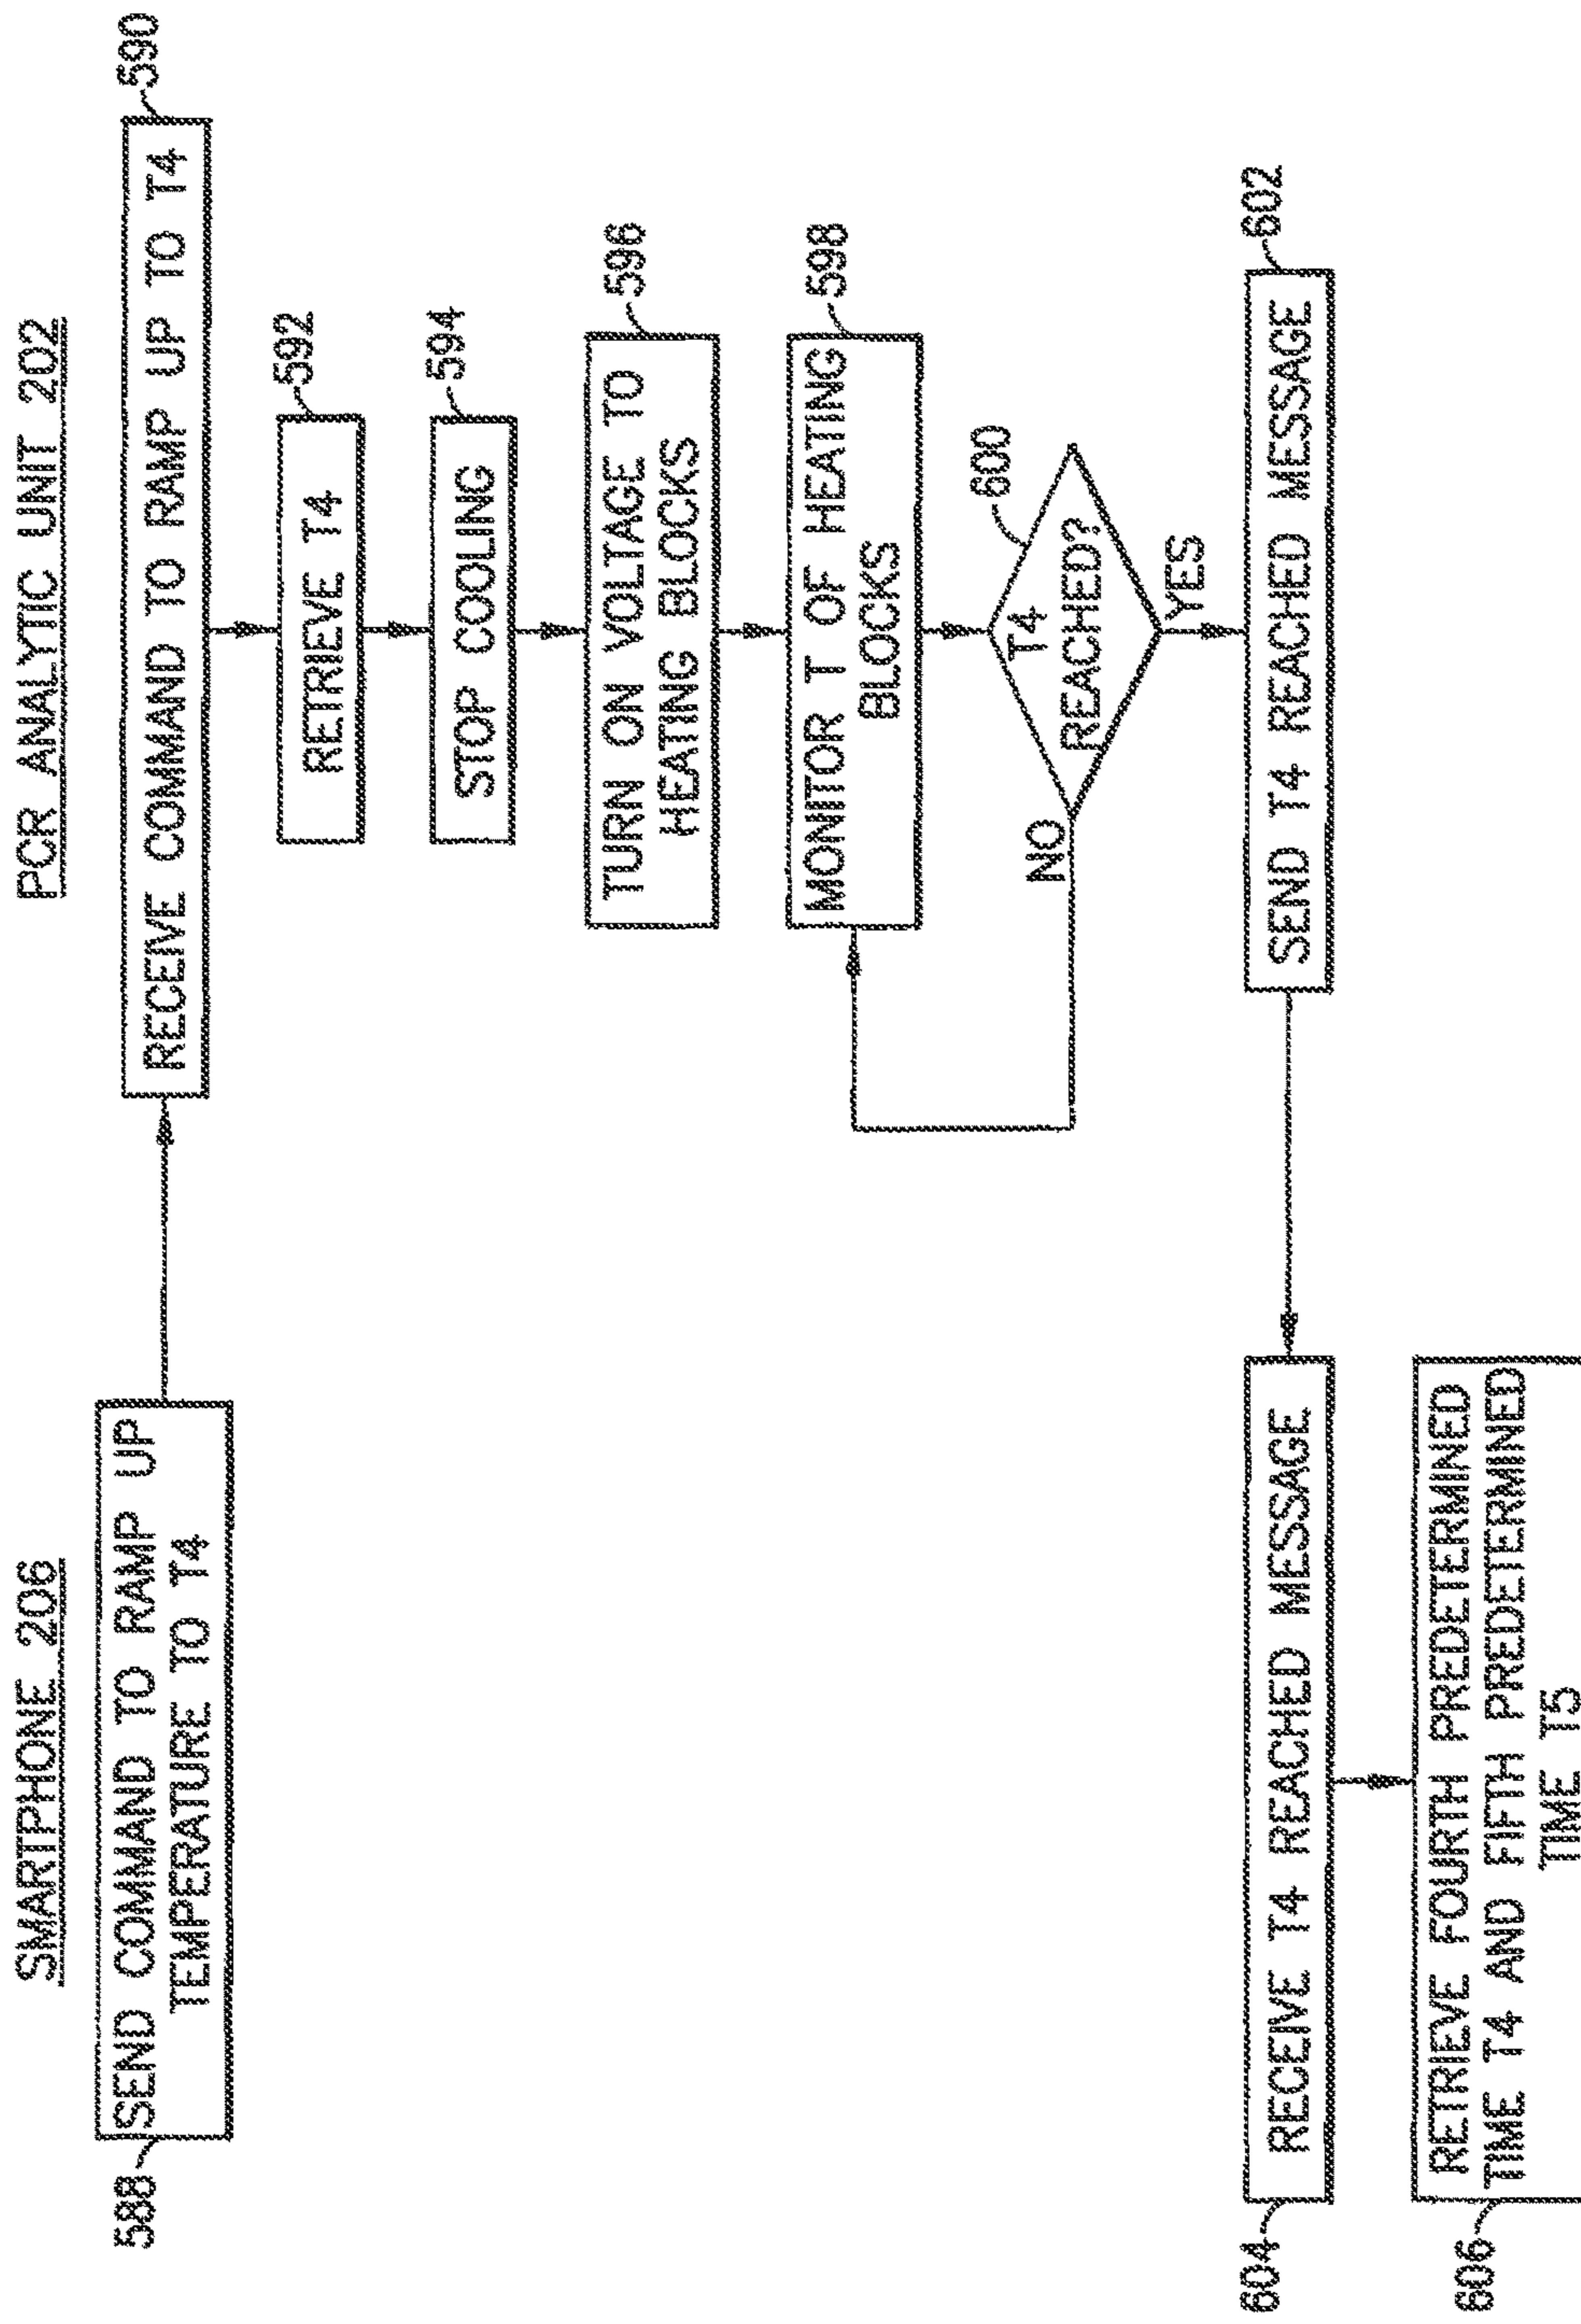 SMARTPHONE 206
PCR ANALYTIC UNIT 202
588
SEND COMMAND TO RAMP UP
TEMPERATURE TO T4
RECEIVE COMMAND TO RAMP UP TO T4
590
RETRIEVE T4
592
STOP COOLING
594
TURN ON VOLTAGE TO
HEATING BLOCKS
596
MONITOR T OF HEATING
BLOCKS
598
T4
REACHED?
600
NO
YES
SEND T4 REACHED MESSAGE
602
604
RECEIVE T4 REACHED MESSAGE
606
RETRIEVE FOURTH PREDETERMINED
TIME T4 AND FIFTH PREDETERMINED
TIME T5